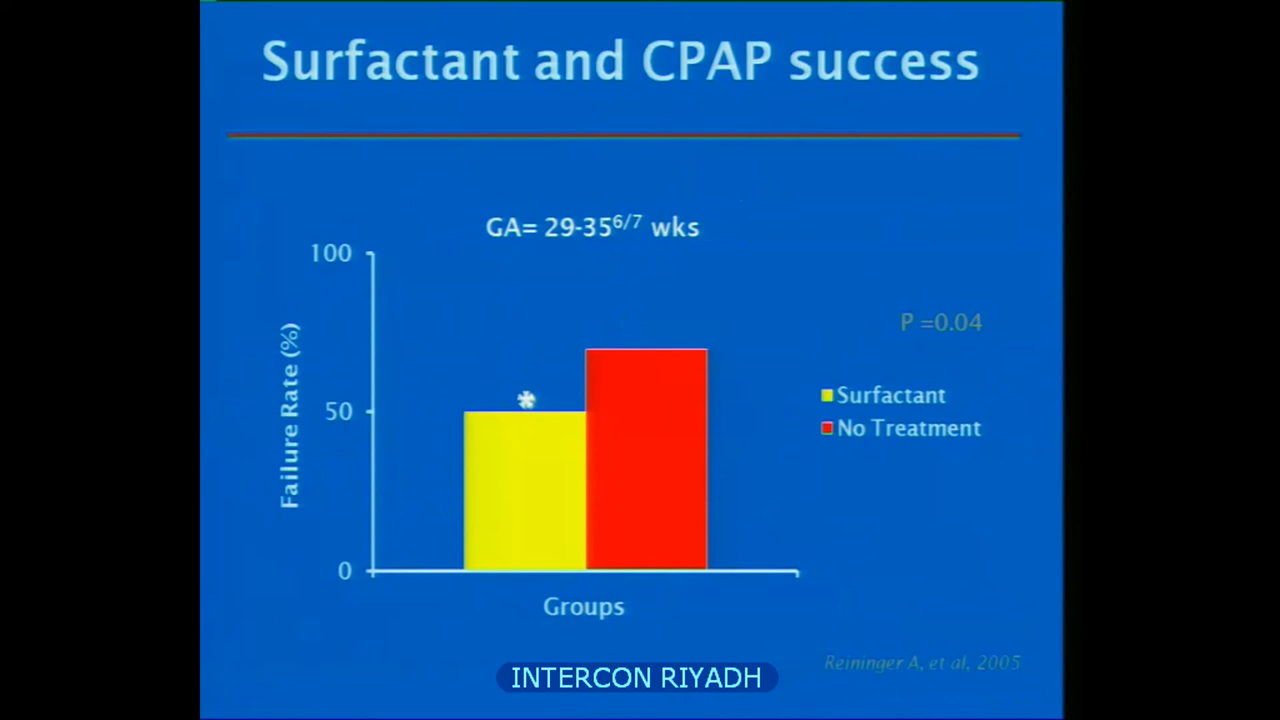 Surfactant and CPAP success
GA= 29-35⁶/⁷ wks
100
50
0
Failure Rate (%)
*
Groups
P =0.04
Surfactant
No Treatment
Reininger A, et al, 2005
INTERCON RIYADH